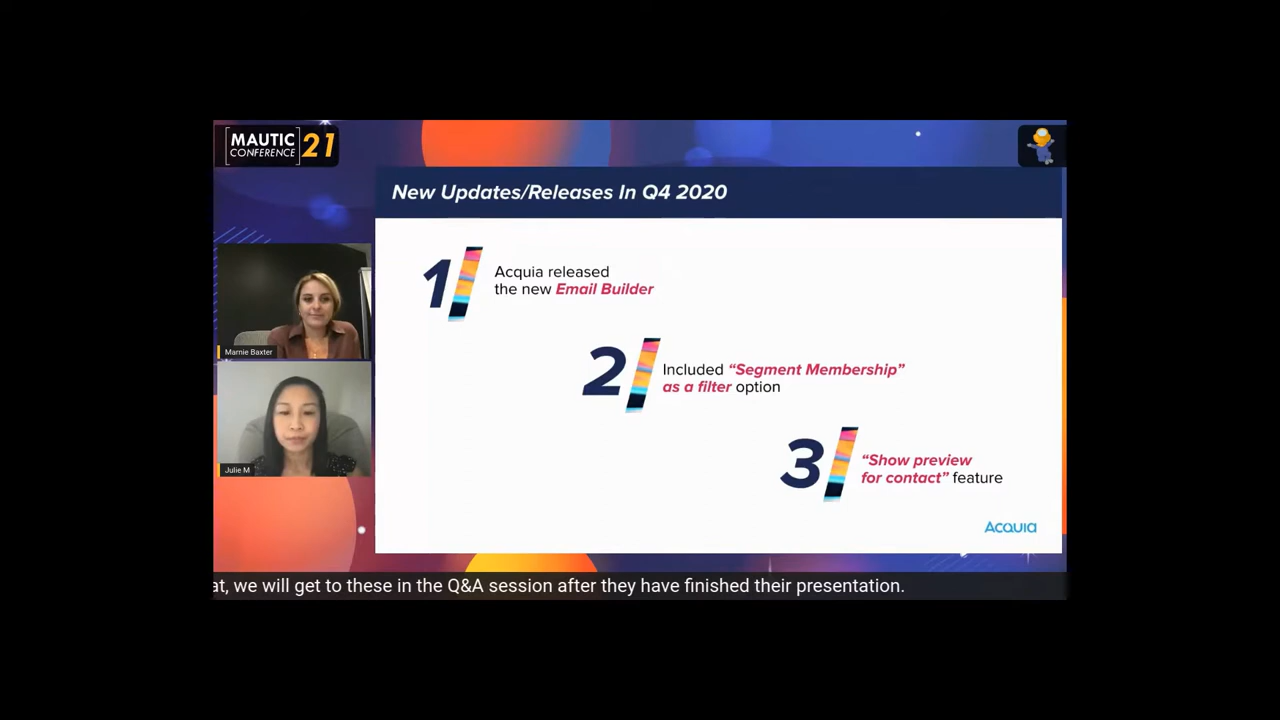 MAUTIC
CONFERENCE
21
New Updates/Releases In Q4 2020
1
Acquia released
the new Email Builder
2
Included “Segment Membership”
as a filter option
3
“Show preview
for contact” feature
Acquia
Marnie Baxter
Julie M
at, we will get to these in the Q&A session after they have finished their presentation.